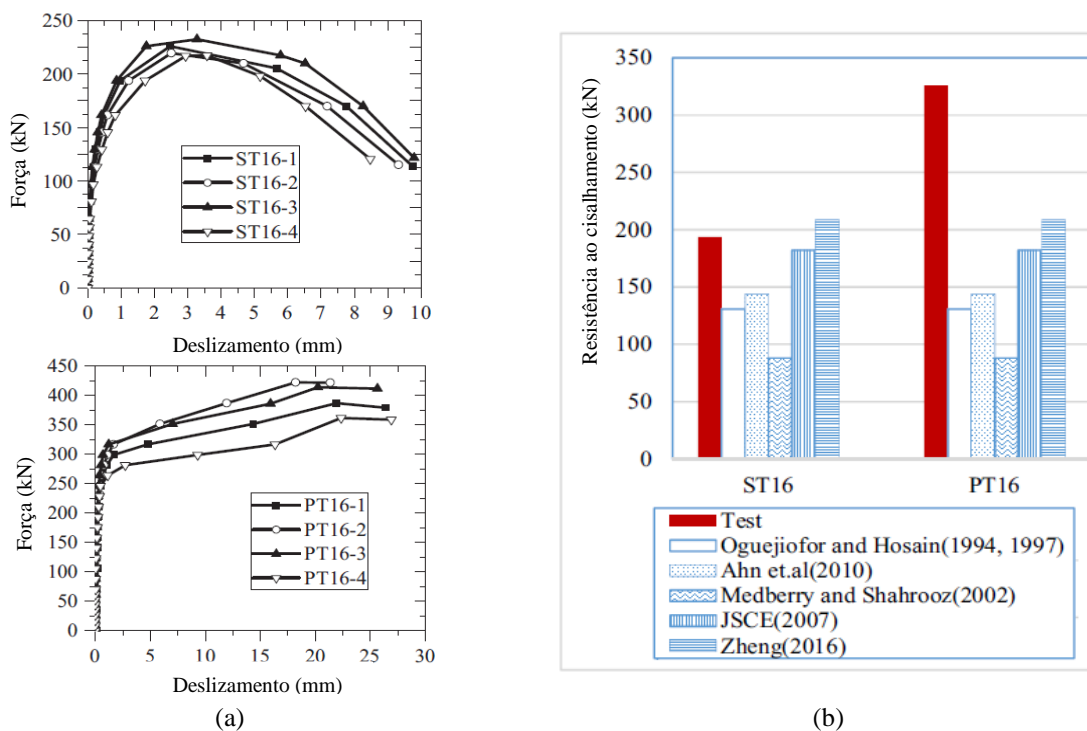 250
200
150
100
50
0
Força (kN)
ST16-1
ST16-2
ST16-3
ST16-4
0 1 2 3 4 5 6 7 8 9 10
Deslizamento (mm)
450
400
350
300
250
200
150
100
50
0
Força (kN)
PT16-1
PT16-2
PT16-3
PT16-4
0 5 10 15 20 25 30
Deslizamento (mm)
(a)
350
300
250
200
150
100
50
0
Resistência ao cisalhamento (kN)
ST16 PT16
Test
Oguejiofor and Hosain(1994, 1997)
Ahn et.al(2010)
Medberry and Shahrooz(2002)
JSCE(2007)
Zheng(2016)
(b)